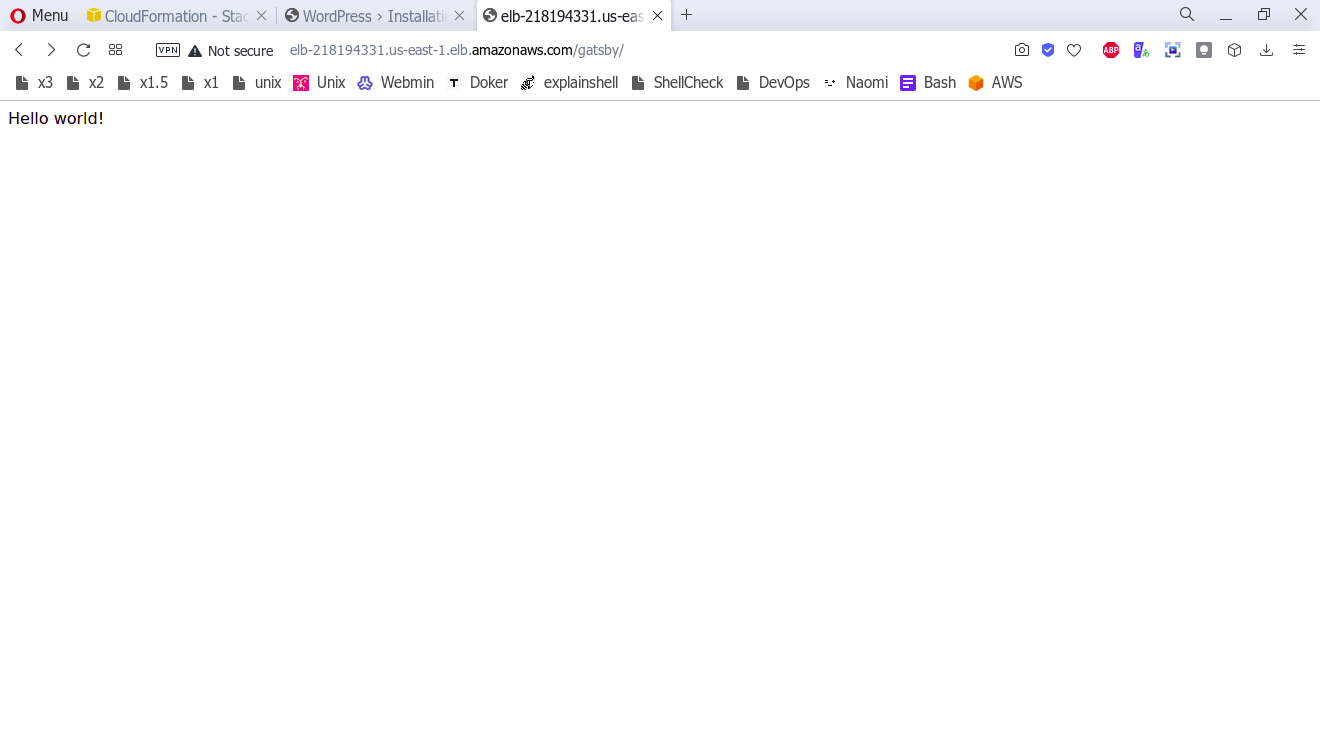 Menu CloudFormation - Stac WordPress › Installati elb-218194331.us-eas
VPN Not secure elb-218194331.us-east-1.elb.amazonaws.com/gatsby/ ABP
x3 x2 x1.5 x1 unix Unix Webmin T Doker explainshell ShellCheck DevOps Naomi Bash AWS
Hello world!